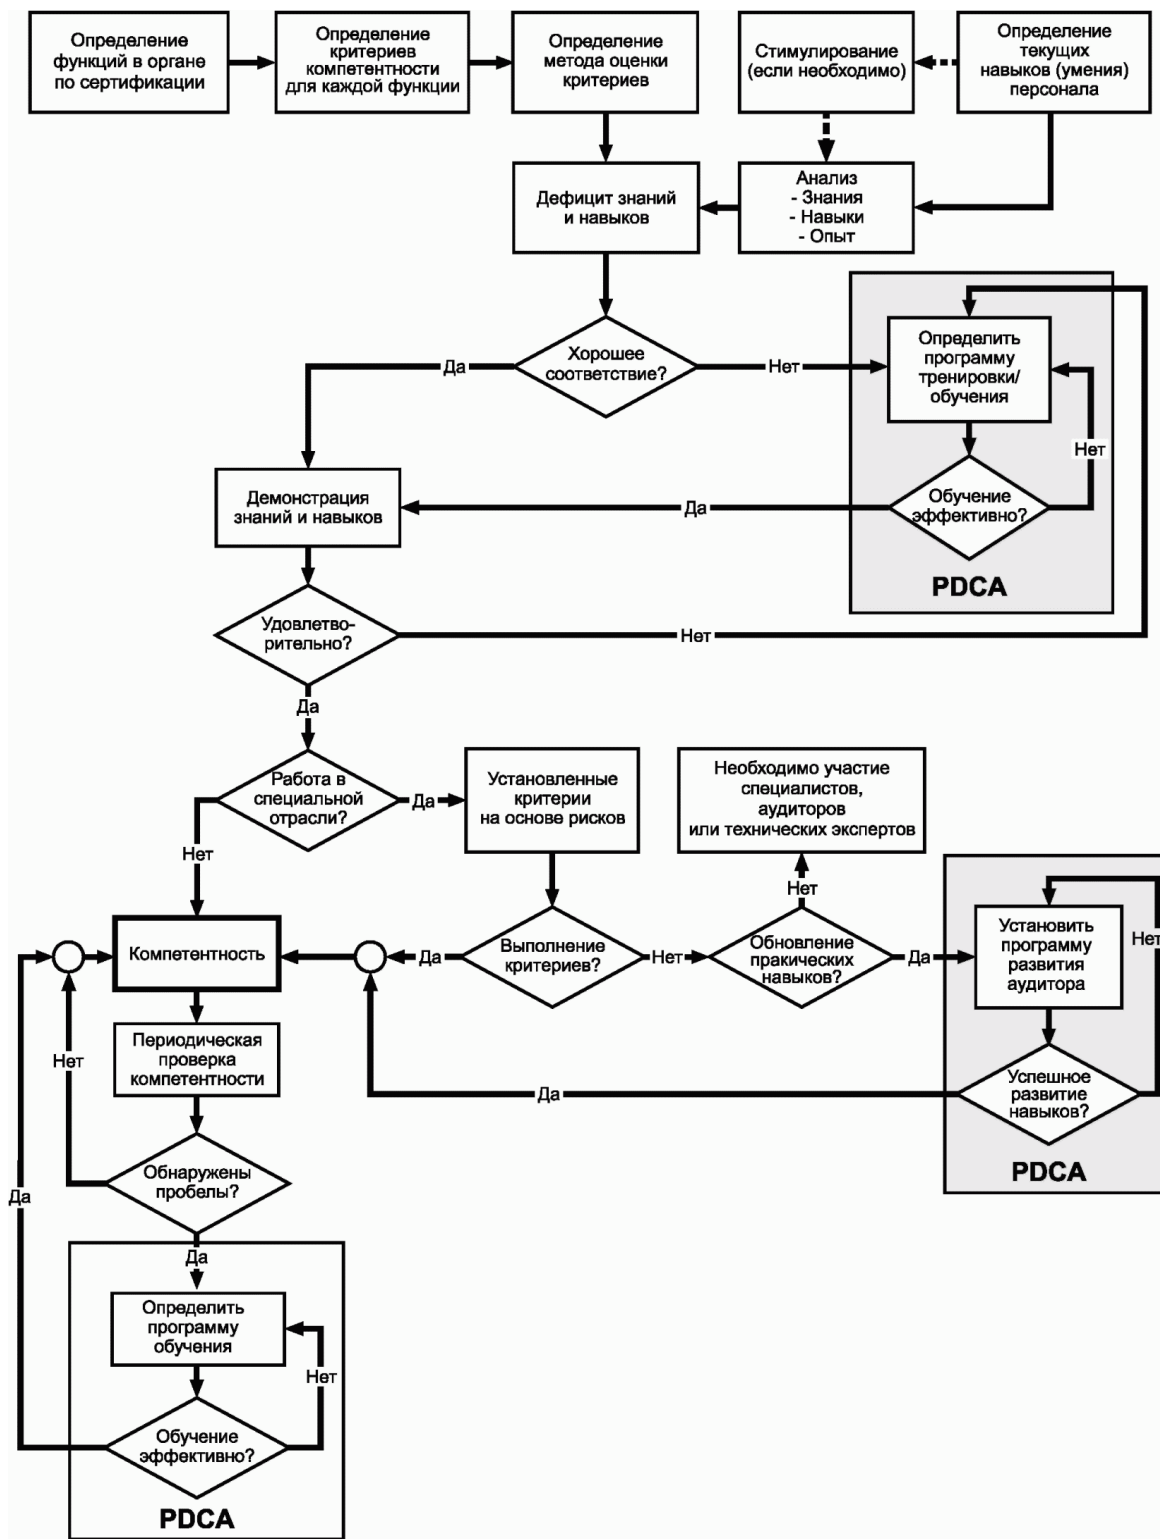 Определение
функций в органе
по сертификации
Определение
критериев
компетентности
для каждой функции
Определение
метода оценки
критериев
Стимулирование
(если необходимо)
Определение
текущих
навыков (умения)
персонала
Дефицит знаний
и навыков
Анализ
- Знания
- Навыки
- Опыт
Хорошее
соответствие?
Да
Нет
Определить
программу
тренировки/
обучения
Нет
Обучение
эффективно?
Да
PDCA
Демонстрация
знаний и навыков
Удовлетво-
рительно?
Нет
Да
Работа в
специальной
отрасли?
Да
Нет
Установленные
критерии
на основе рисков
Необходимо участие
специалистов,
аудиторов
или технических экспертов
Нет
Компетентность
Да
Выполнение
критериев?
Нет
Обновление
пракических
навыков?
Да
Установить
программу
развития
аудитора
Нет
Успешное
развитие
навыков?
Да
PDCA
Периодическая
проверка
компетентности
Нет
Обнаружены
пробелы?
Да
Да
Определить
программу
обучения
Нет
Обучение
эффективно?
PDCA